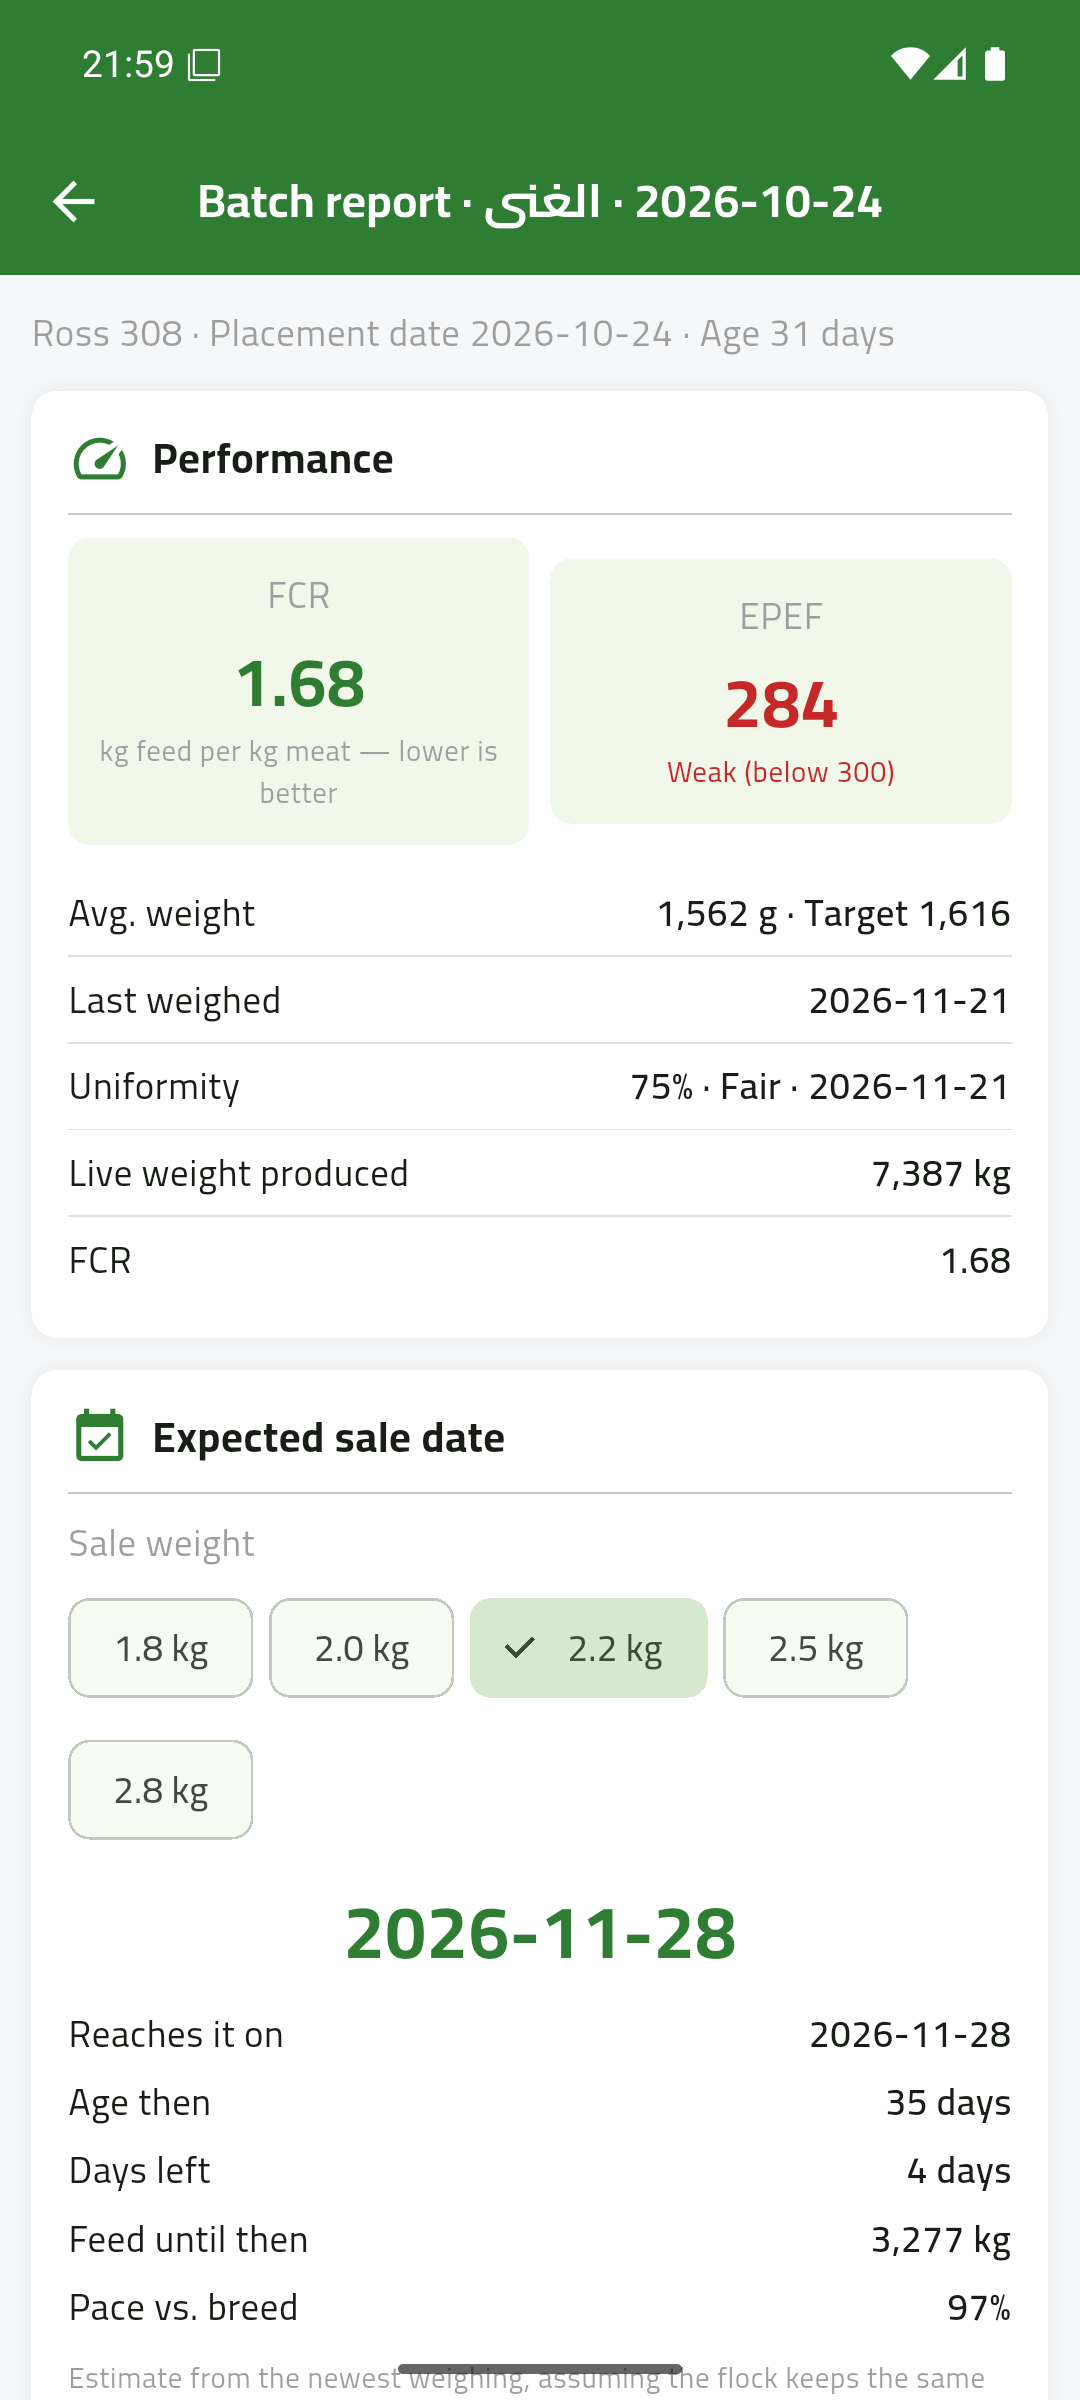 21:59
Batch report · الغنى · 2026-10-24
Ross 308 · Placement date 2026-10-24 · Age 31 days
Performance
FCR
1.68
kg feed per kg meat — lower is
better
EPEF
284
Weak (below 300)
Avg. weight 1,562 g · Target 1,616
Last weighed 2026-11-21
Uniformity 75% · Fair · 2026-11-21
Live weight produced 7,387 kg
FCR 1.68
Expected sale date
Sale weight
1.8 kg 2.0 kg 2.2 kg 2.5 kg
2.8 kg
2026-11-28
Reaches it on 2026-11-28
Age then 35 days
Days left 4 days
Feed until then 3,277 kg
Pace vs. breed 97%
Estimate from the newest weighing, assuming the flock keeps the same